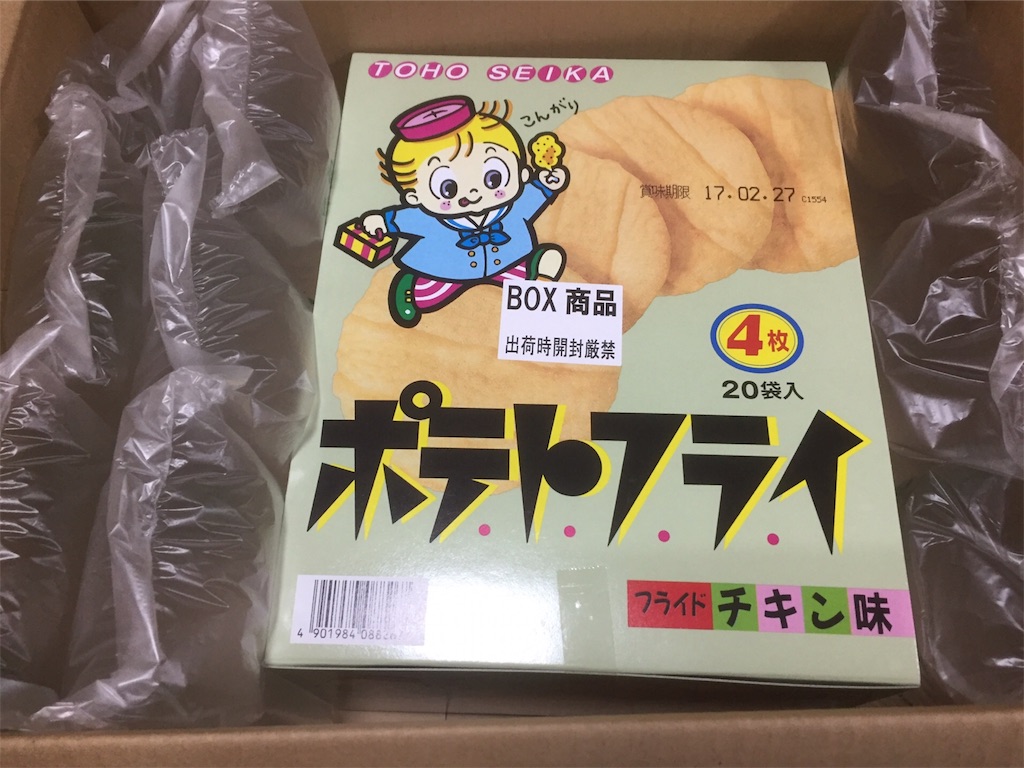 TOHO SEIKA
こんがり
賞味期限 17.02.27 C1554
BOX 商品
出荷時開封厳禁
4枚
20袋入
ポテトフライ
フライドチキン味
4 901984